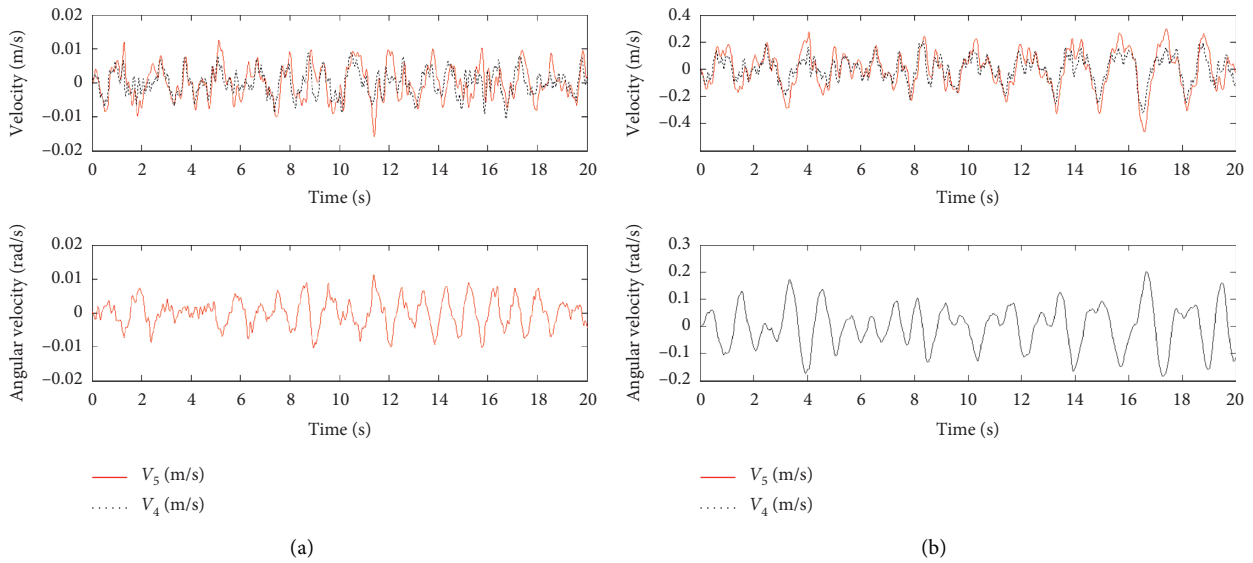 Velocity (m/s)
0.02
0.01
0
–0.01
–0.02
0 2 4 6 8 10 12 14 16 18 20
Time (s)
Angular velocity (rad/s)
0.02
0.01
0
–0.01
–0.02
0 2 4 6 8 10 12 14 16 18 20
Time (s)
V5 (m/s)
V4 (m/s)
(a)
Velocity (m/s)
0.4
0.2
0
–0.2
–0.4
0 2 4 6 8 10 12 14 16 18 20
Time (s)
Angular velocity (rad/s)
0.3
0.2
0.1
0
–0.1
–0.2
0 2 4 6 8 10 12 14 16 18 20
Time (s)
V5 (m/s)
V4 (m/s)
(b)